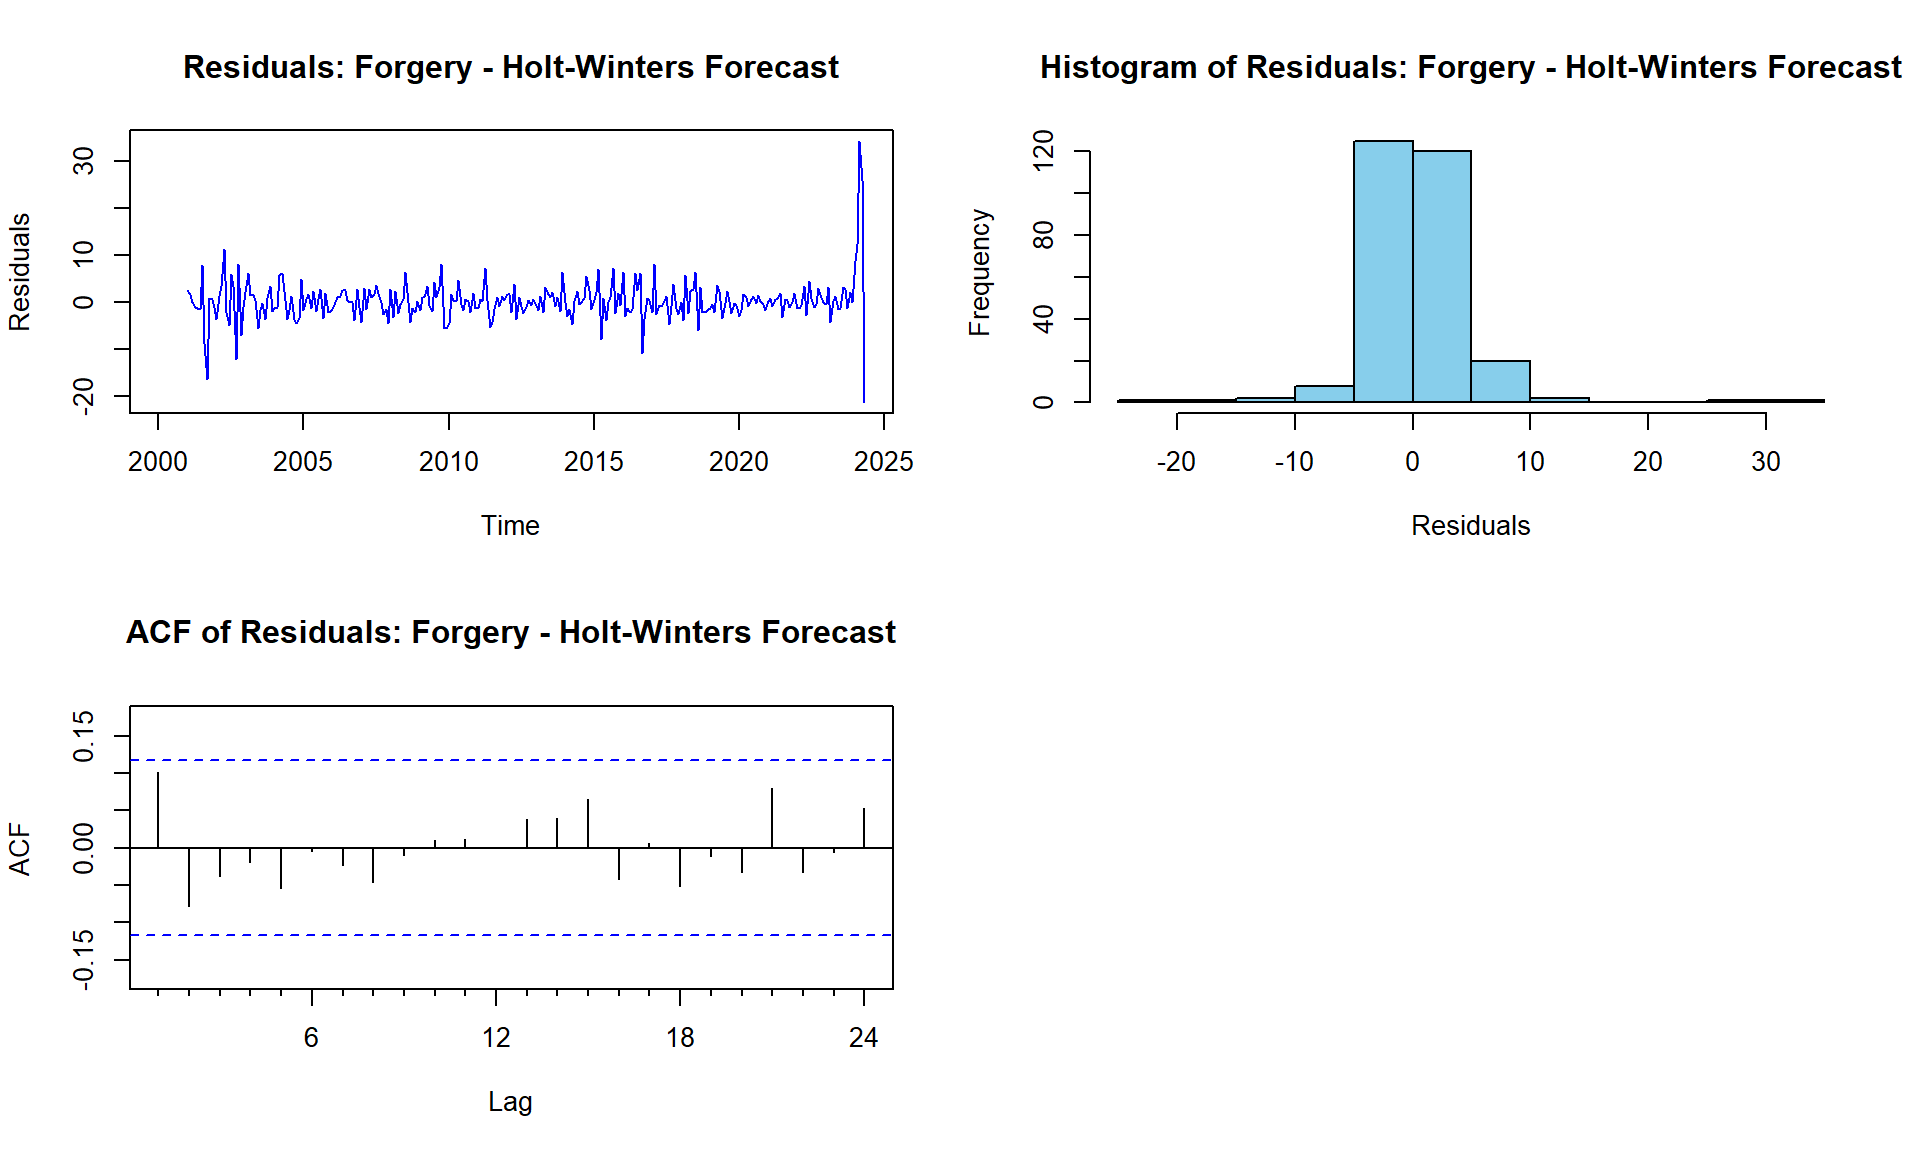 Residuals: Forgery - Holt-Winters Forecast
Residuals
30
10
0
-20
2000 2005 2010 2015 2020 2025
Time
Histogram of Residuals: Forgery - Holt-Winters Forecast
Frequency
120
80
40
0
-20 -10 0 10 20 30
Residuals
ACF of Residuals: Forgery - Holt-Winters Forecast
ACF
0.15
0.00
-0.15
6 12 18 24
Lag